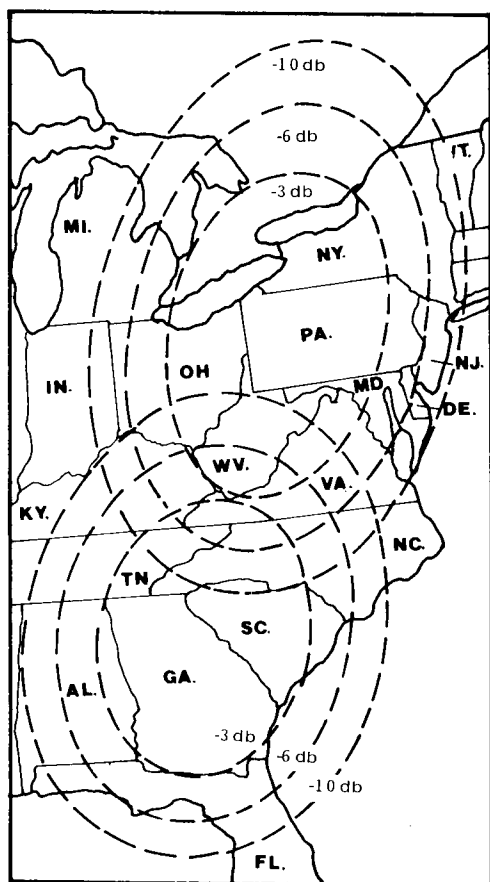 -10 db
-6 db
IT.
-3 db
MI.
NY.
PA.
NJ.
IN.
OH
MD
DE.
WV.
VA.
KY.
NC.
TN
SC.
GA.
AL.
-3 db
-6 db
-10 db
FL.